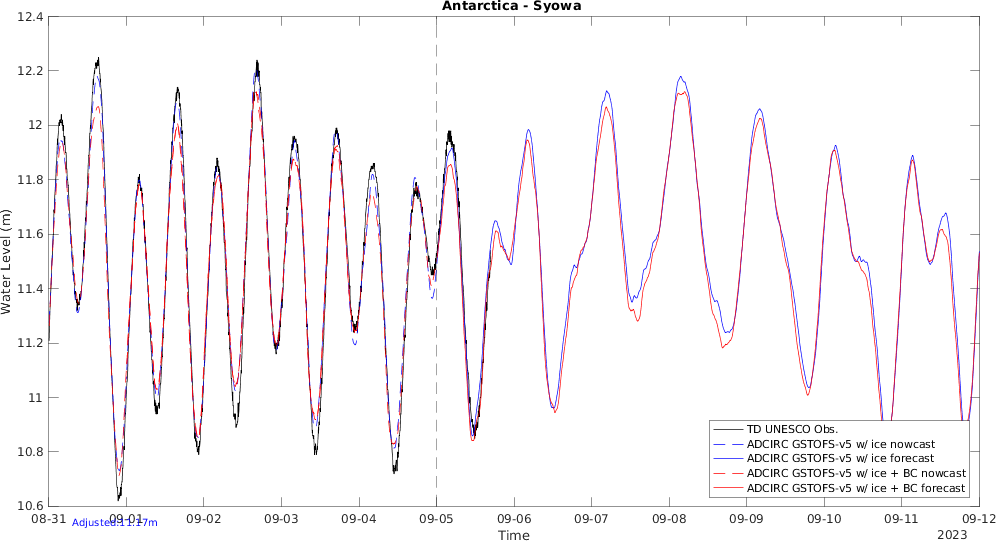 Antarctica - Syowa
Water Level (m)
12.4
12.2
12
11.8
11.6
11.4
11.2
11
10.8
10.6
08-31 09-01 09-02 09-03 09-04 09-05 09-06 09-07 09-08 09-09 09-10 09-11 09-12
Adjusted:11.17m
Time
2023
TD UNESCO Obs.
ADCIRC GSTOFS-v5 w/ ice nowcast
ADCIRC GSTOFS-v5 w/ ice forecast
ADCIRC GSTOFS-v5 w/ ice + BC nowcast
ADCIRC GSTOFS-v5 w/ ice + BC forecast